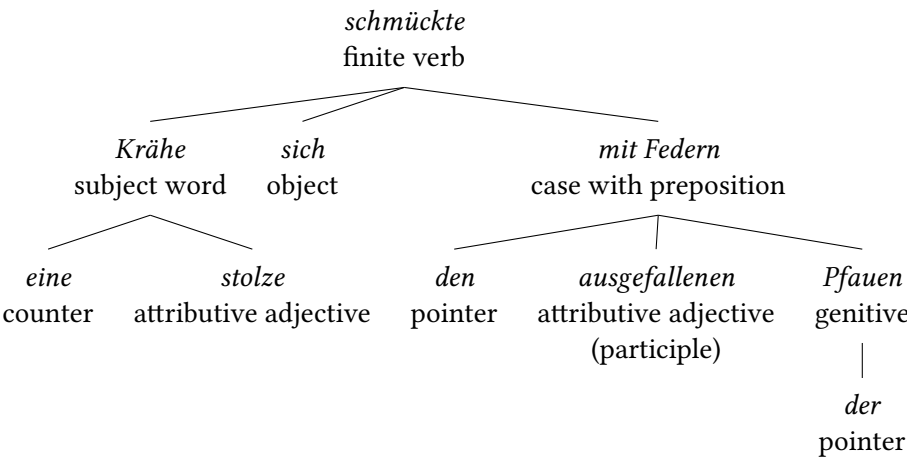 schmückte
finite verb
Krähe sich mit Federn
subject word object case with preposition
eine stolze den ausgefallenen Pfauen
counter attributive adjective pointer attributive adjective genitive
(participle)
der
pointer